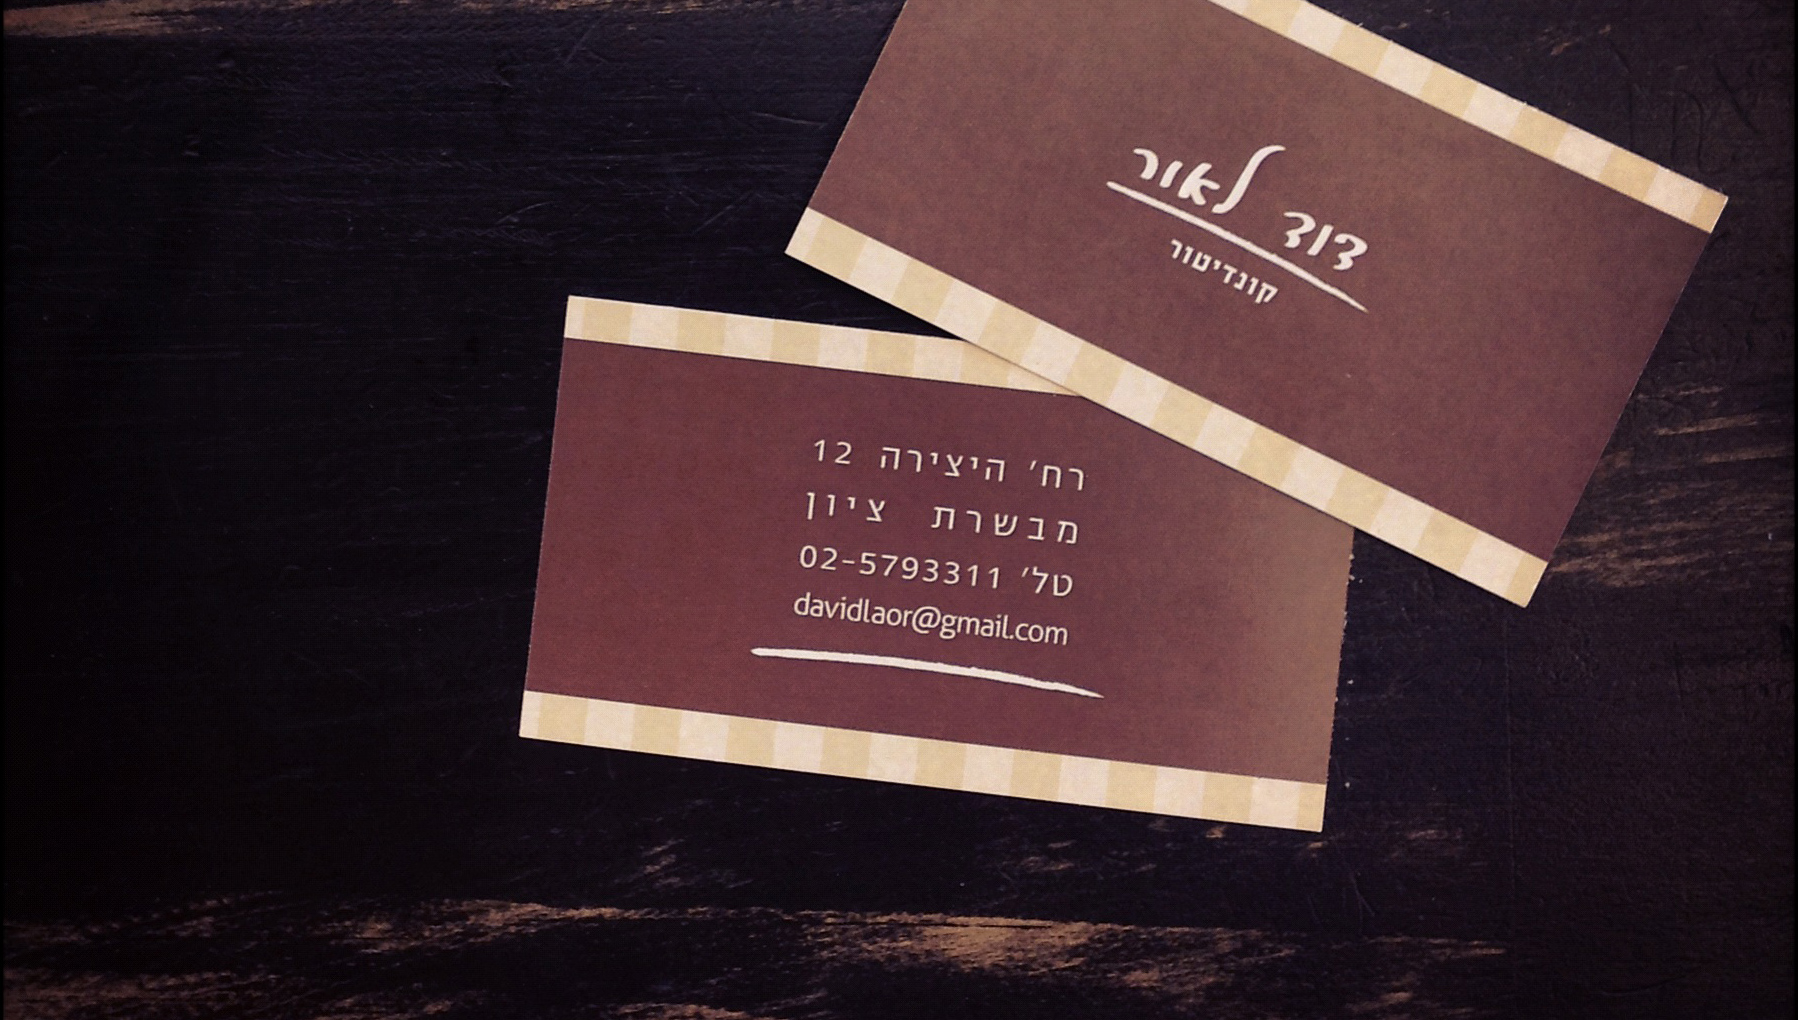 דוד לאור
קונדיטור
רח' היצירה 12
מבשרת ציון
טל' 02-5793311
davidlaor@gmail.com